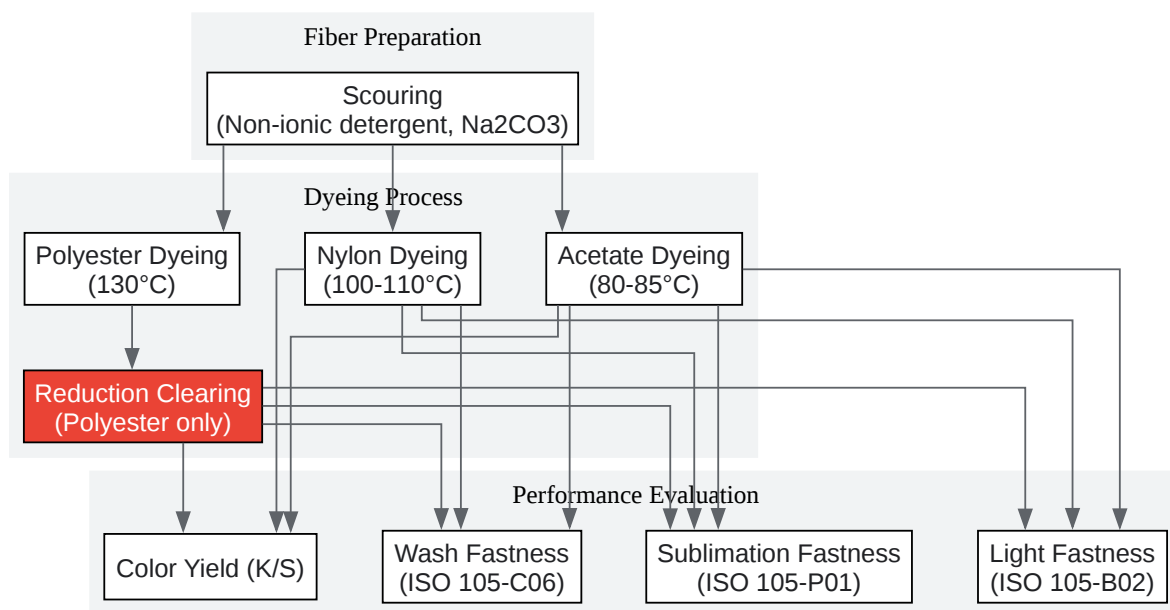 Fiber Preparation
Scouring
(Non-ionic detergent, Na2CO3)
Dyeing Process
Polyester Dyeing
(130°C)
Nylon Dyeing
(100-110°C)
Acetate Dyeing
(80-85°C)
Reduction Clearing
(Polyester only)
Performance Evaluation
Color Yield (K/S)
Wash Fastness
(ISO 105-C06)
Sublimation Fastness
(ISO 105-P01)
Light Fastness
(ISO 105-B02)